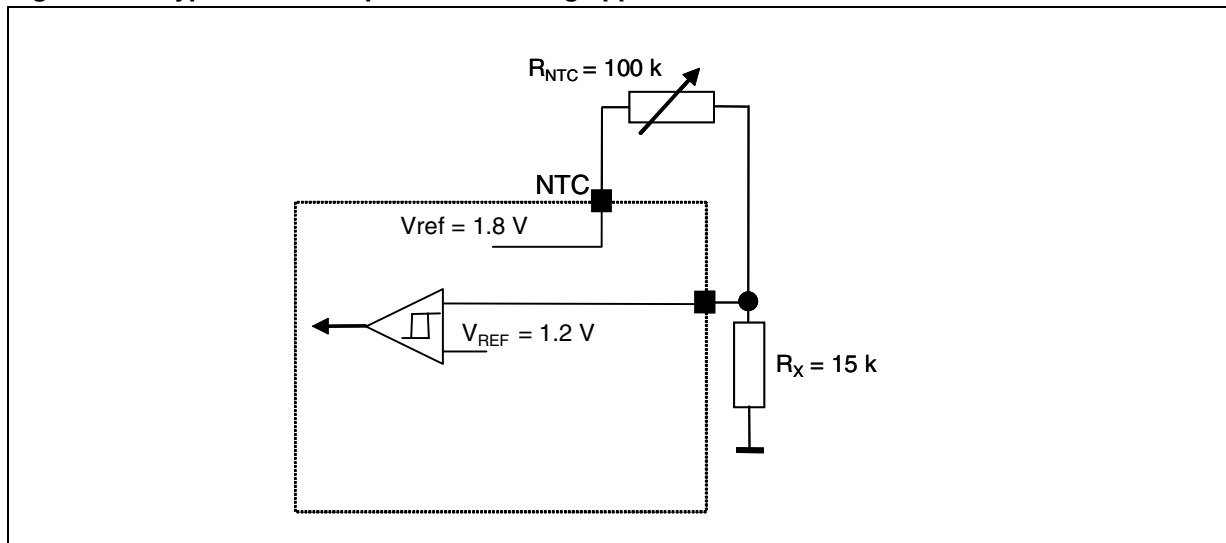 R_NTC = 100 k
NTC
Vref = 1.8 V
V_REF = 1.2 V
R_X = 15 k